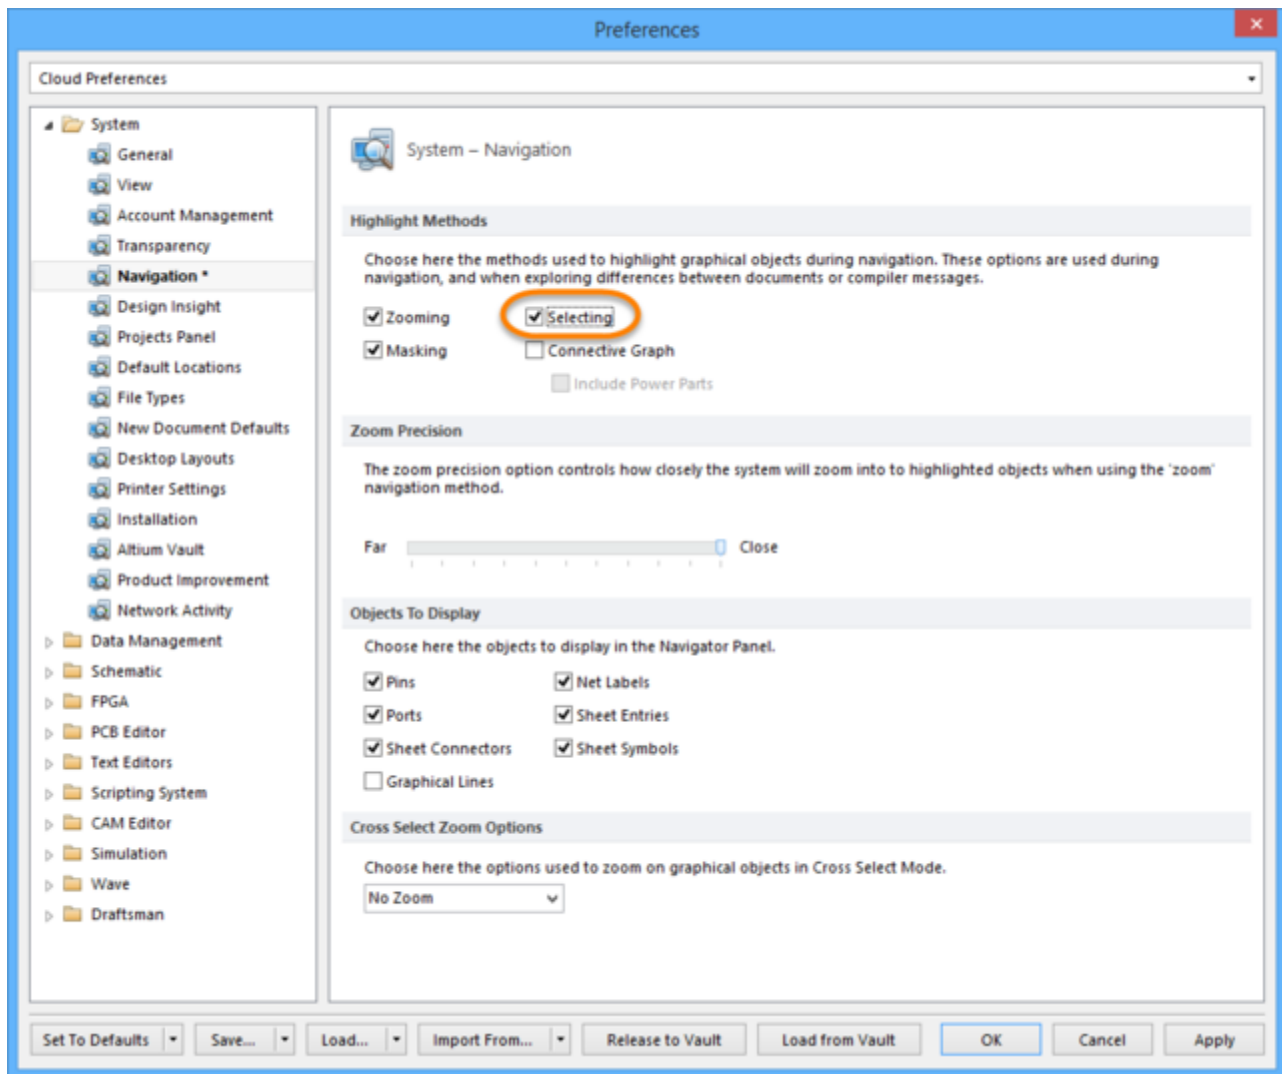 Preferences
Cloud Preferences
System
General
View
Account Management
Transparency
Navigation *
Design Insight
Projects Panel
Default Locations
File Types
New Document Defaults
Desktop Layouts
Printer Settings
Installation
Altium Vault
Product Improvement
Network Activity
Data Management
Schematic
FPGA
PCB Editor
Text Editors
Scripting System
CAM Editor
Simulation
Wave
Draftsman
System – Navigation
Highlight Methods
Choose here the methods used to highlight graphical objects during navigation. These options are used during
navigation, and when exploring differences between documents or compiler messages.
Zooming Selecting
Masking Connective Graph
Include Power Parts
Zoom Precision
The zoom precision option controls how closely the system will zoom into to highlighted objects when using the 'zoom'
navigation method.
Far Close
Objects To Display
Choose here the objects to display in the Navigator Panel.
Pins Net Labels
Ports Sheet Entries
Sheet Connectors Sheet Symbols
Graphical Lines
Cross Select Zoom Options
Choose here the options used to zoom on graphical objects in Cross Select Mode.
No Zoom
Set To Defaults Save... Load... Import From... Release to Vault Load from Vault OK Cancel Apply